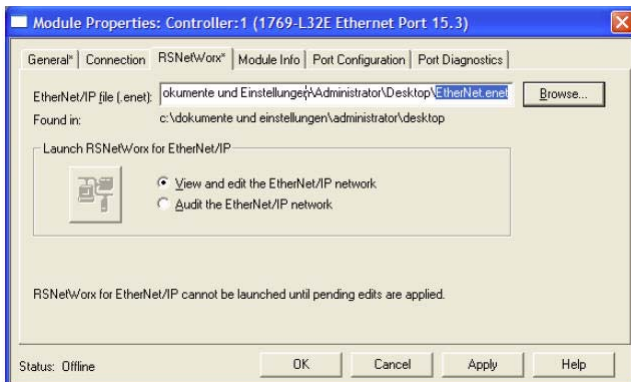 Module Properties: Controller:1 (1769-L32E Ethernet Port 15.3)
General* Connection RSNetWorx* Module Info Port Configuration Port Diagnostics
EtherNet/IP file (.enet): okumente und Einstellungen\Administrator\Desktop\EtherNet.enet Browse...
Found in: c:\dokumente und einstellungen\administrator\desktop
Launch RSNetWorx for EtherNet/IP
View and edit the EtherNet/IP network
Audit the EtherNet/IP network
RSNetWorx for EtherNet/IP cannot be launched until pending edits are applied.
Status: Offline OK Cancel Apply Help